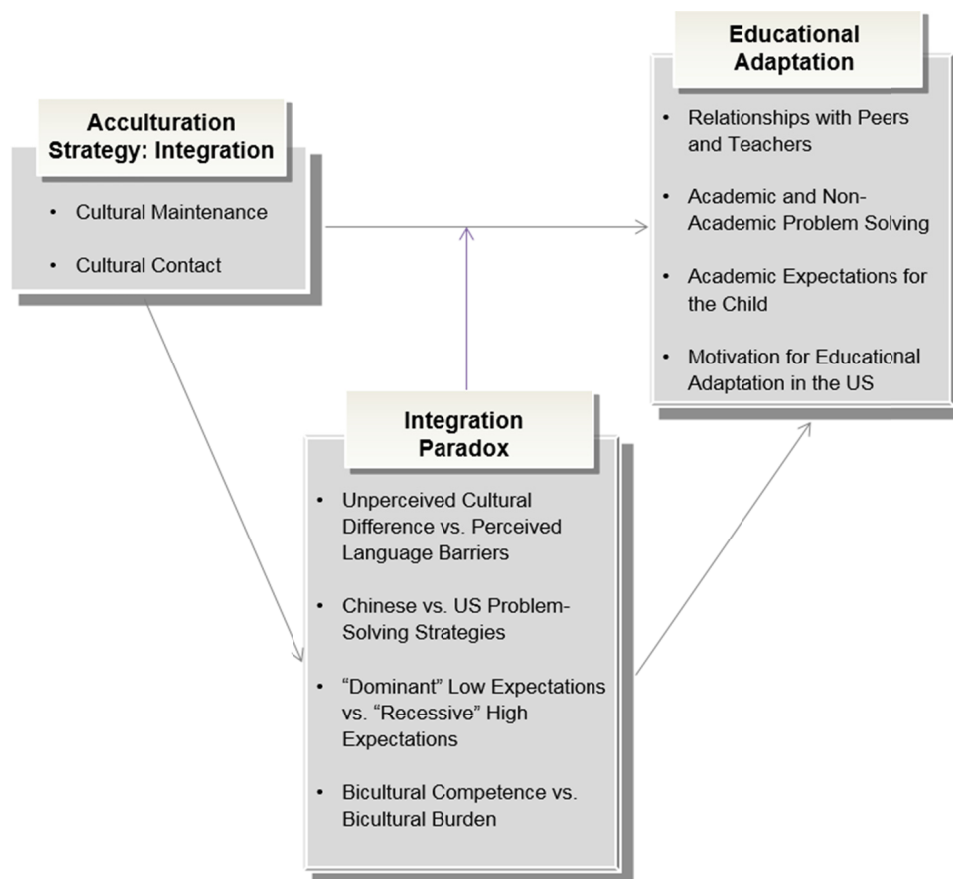 Acculturation
Strategy: Integration
• Cultural Maintenance
• Cultural Contact
Educational
Adaptation
• Relationships with Peers
and Teachers
• Academic and Non-
Academic Problem Solving
• Academic Expectations for
the Child
• Motivation for Educational
Adaptation in the US
Integration
Paradox
• Unperceived Cultural
Difference vs. Perceived
Language Barriers
• Chinese vs. US Problem-
Solving Strategies
• “Dominant” Low Expectations
vs. “Recessive” High
Expectations
• Bicultural Competence vs.
Bicultural Burden